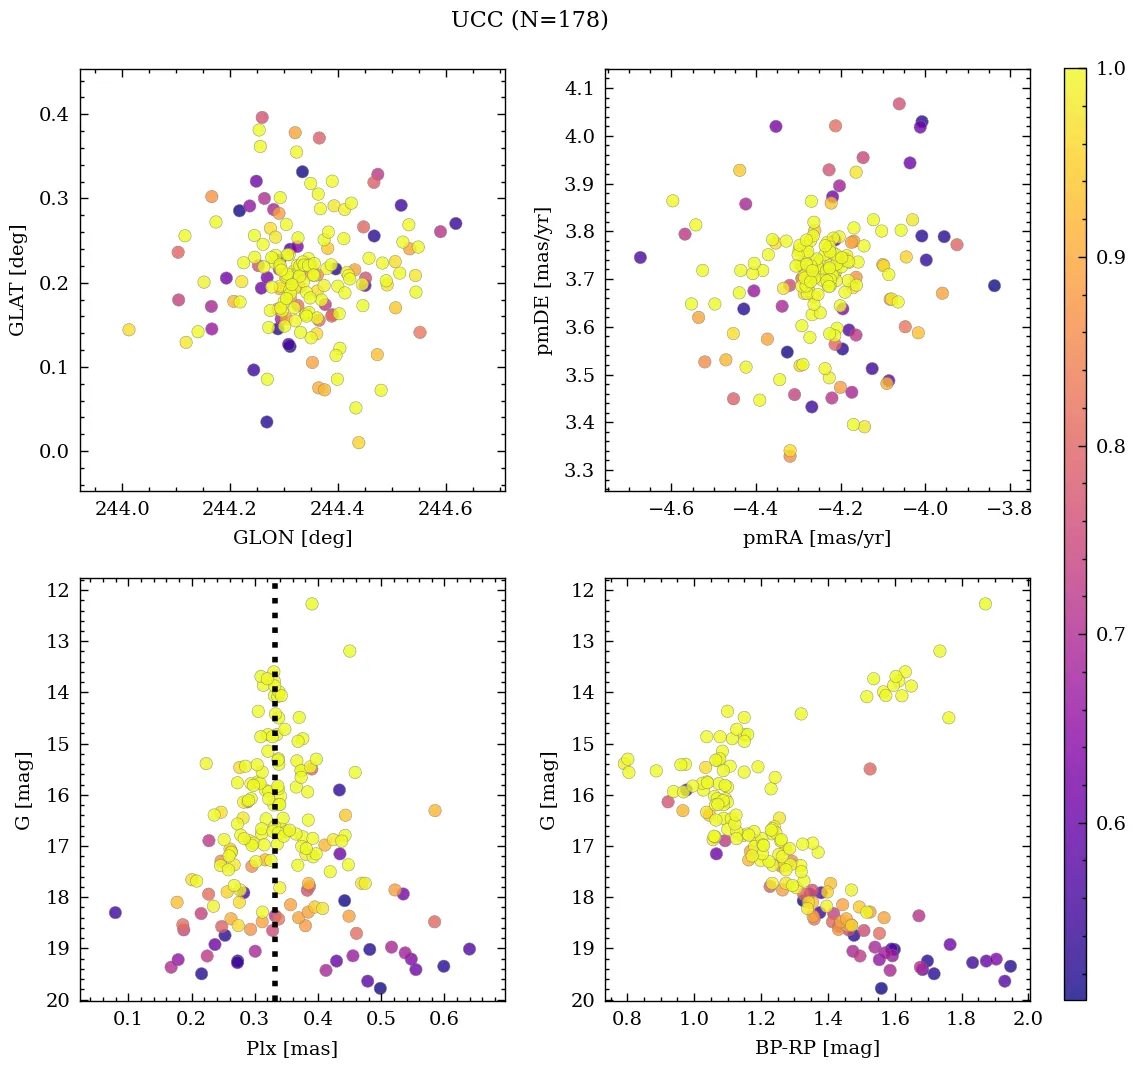 UCC (N=178)
0.4
0.3
0.2
0.1
0.0
GLAT [deg]
244.0 244.2 244.4 244.6
GLON [deg]
4.1
4.0
3.9
3.8
3.7
3.6
3.5
3.4
3.3
pmDE [mas/yr]
−4.6 −4.4 −4.2 −4.0 −3.8
pmRA [mas/yr]
12
13
14
15
16
17
18
19
20
G [mag]
0.1 0.2 0.3 0.4 0.5 0.6
Plx [mas]
12
13
14
15
16
17
18
19
20
G [mag]
0.8 1.0 1.2 1.4 1.6 1.8 2.0
BP-RP [mag]
1.0
0.9
0.8
0.7
0.6